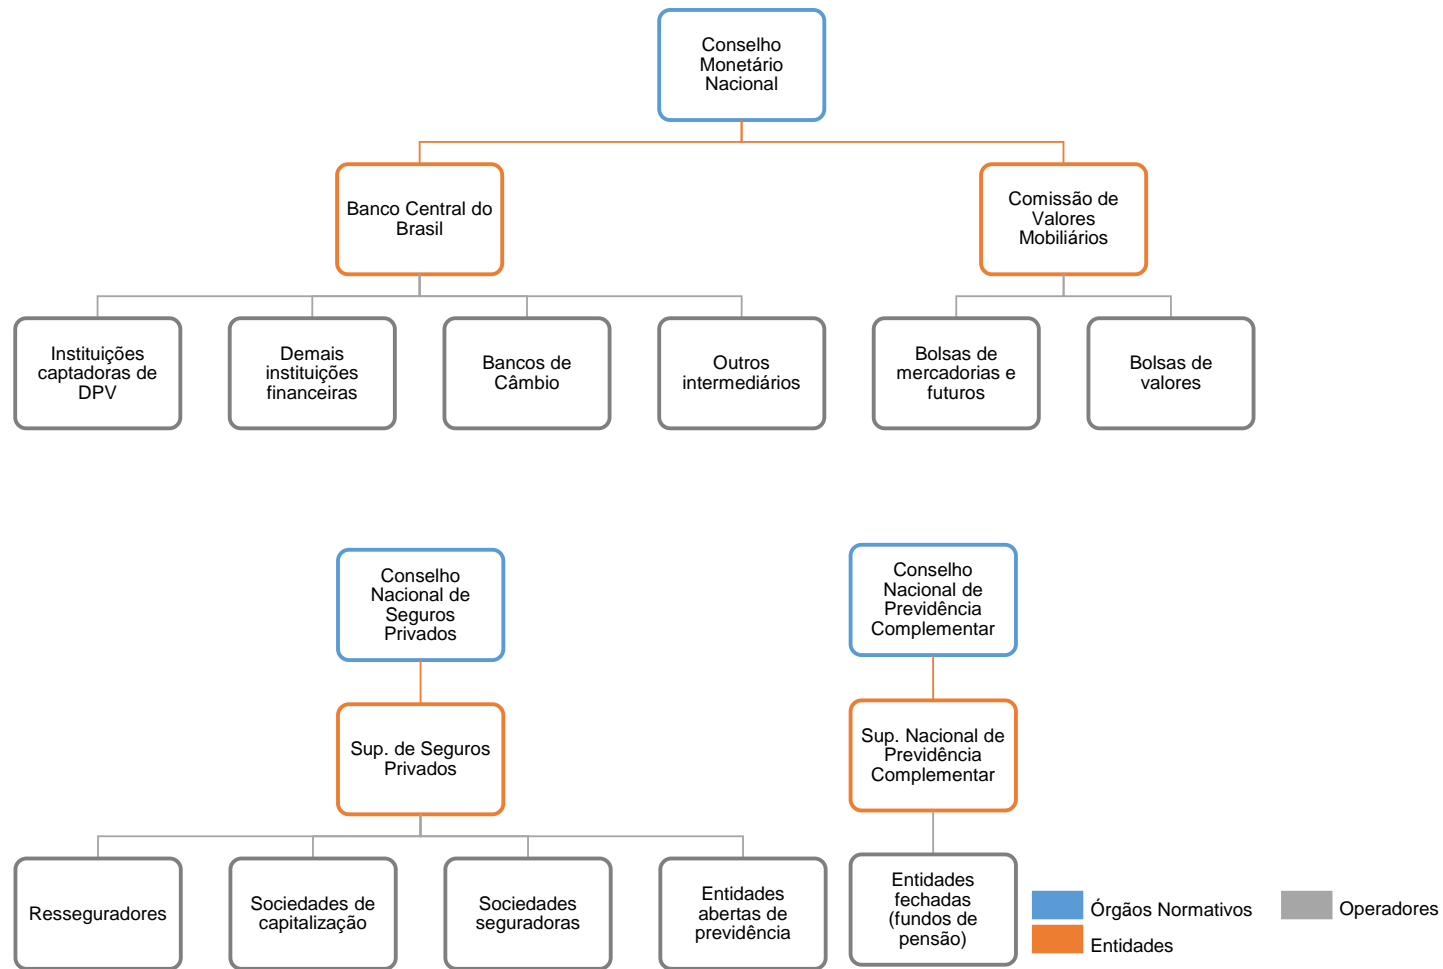 Conselho
Monetário
Nacional
Banco Central do
Brasil
Comissão de
Valores
Mobiliários
Instituições
captadoras de
DPV
Demais
instituições
financeiras
Bancos de
Câmbio
Outros
intermediários
Bolsas de
mercadorias e
futuros
Bolsas de
valores
Conselho
Nacional de
Seguros
Privados
Conselho
Nacional de
Previdência
Complementar
Sup. de Seguros
Privados
Sup. Nacional de
Previdência
Complementar
Resseguradores
Sociedades de
capitalização
Sociedades
seguradoras
Entidades
abertas de
previdência
Entidades
fechadas
(fundos de
pensão)
Órgãos Normativos
Operadores
Entidades